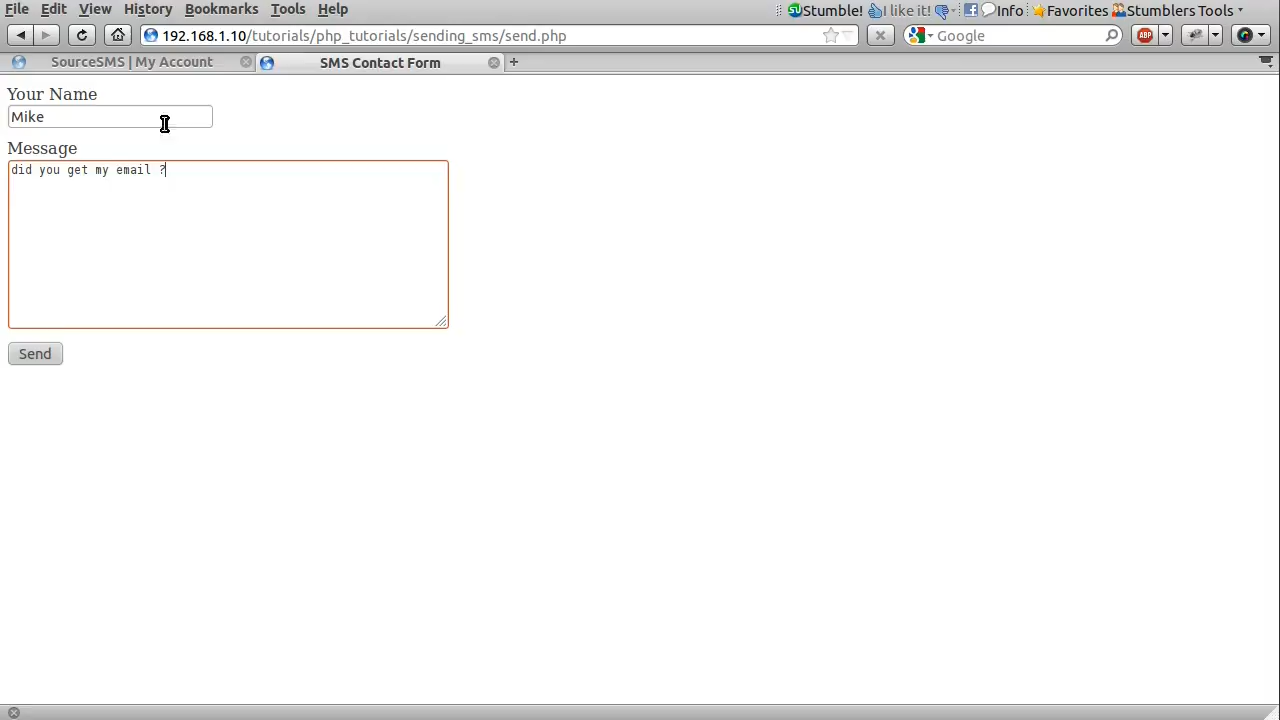 File Edit View History Bookmarks Tools Help Stumble! I like it! Info Favorites Stumblers Tools
192.168.1.10/tutorials/php_tutorials/sending_sms/send.php Google ABP
SourceSMS | My Account SMS Contact Form +
Your Name
Mike
Message
did you get my email ?
Send